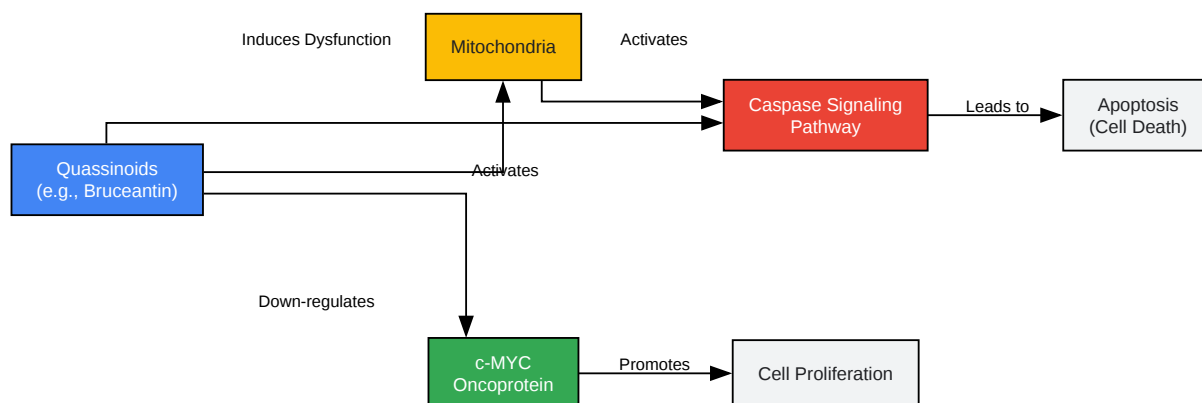 Induces Dysfunction
Mitochondria
Activates
Caspase Signaling
Pathway
Leads to
Apoptosis
(Cell Death)
Quassinoids
(e.g., Bruceantin)
Activates
Down-regulates
c-MYC
Oncoprotein
Promotes
Cell Proliferation